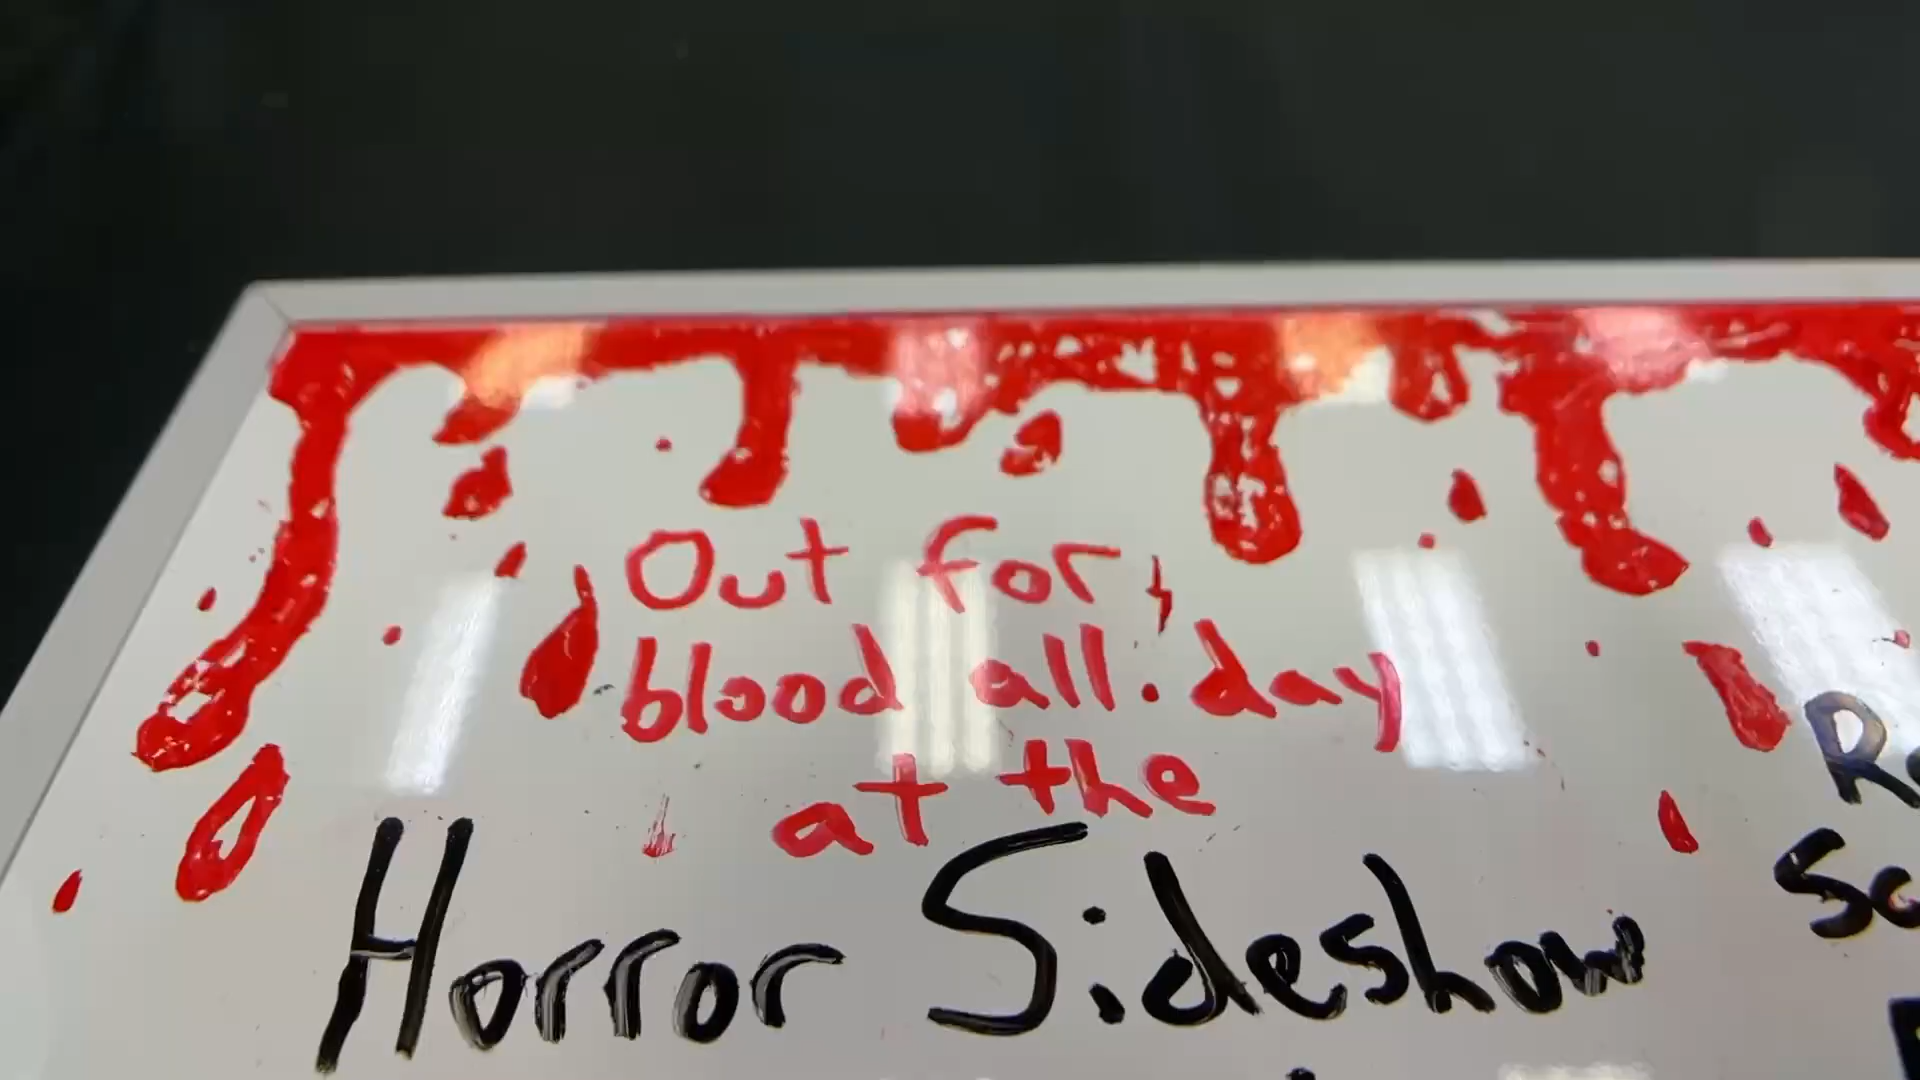 Out for
blood all day
at the
Horror Sideshow